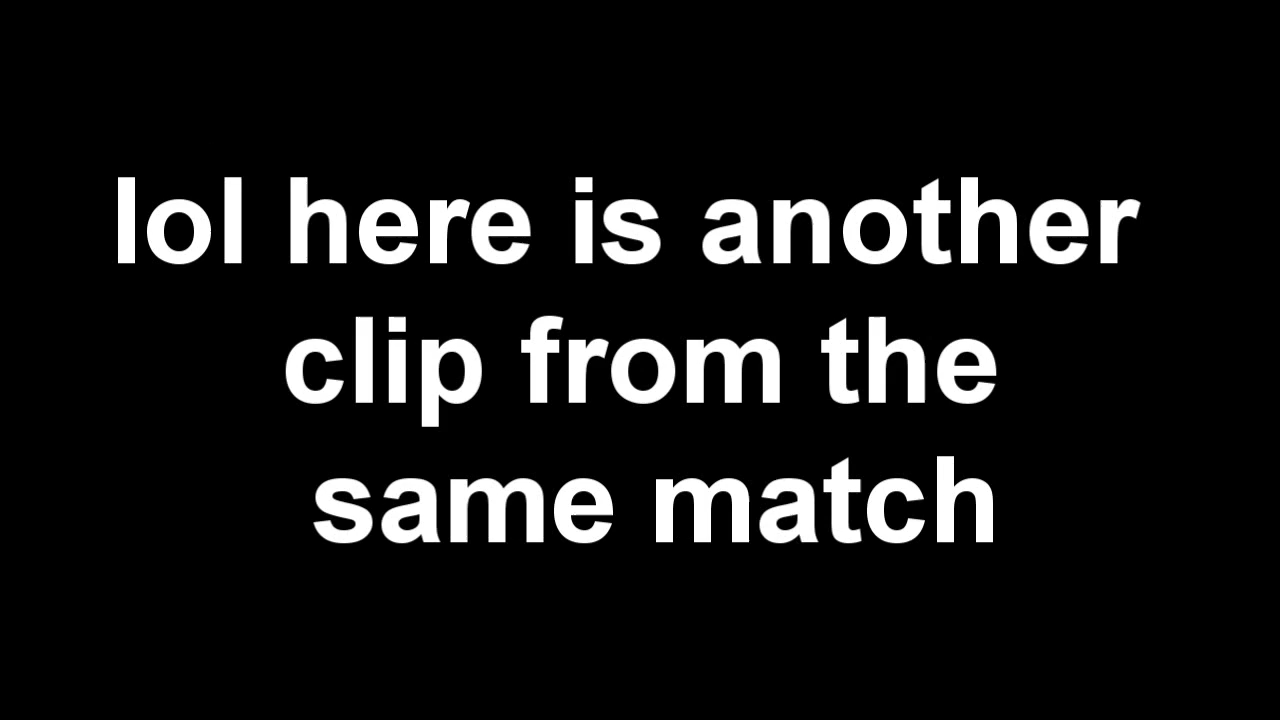 lol here is another
clip from the
same match